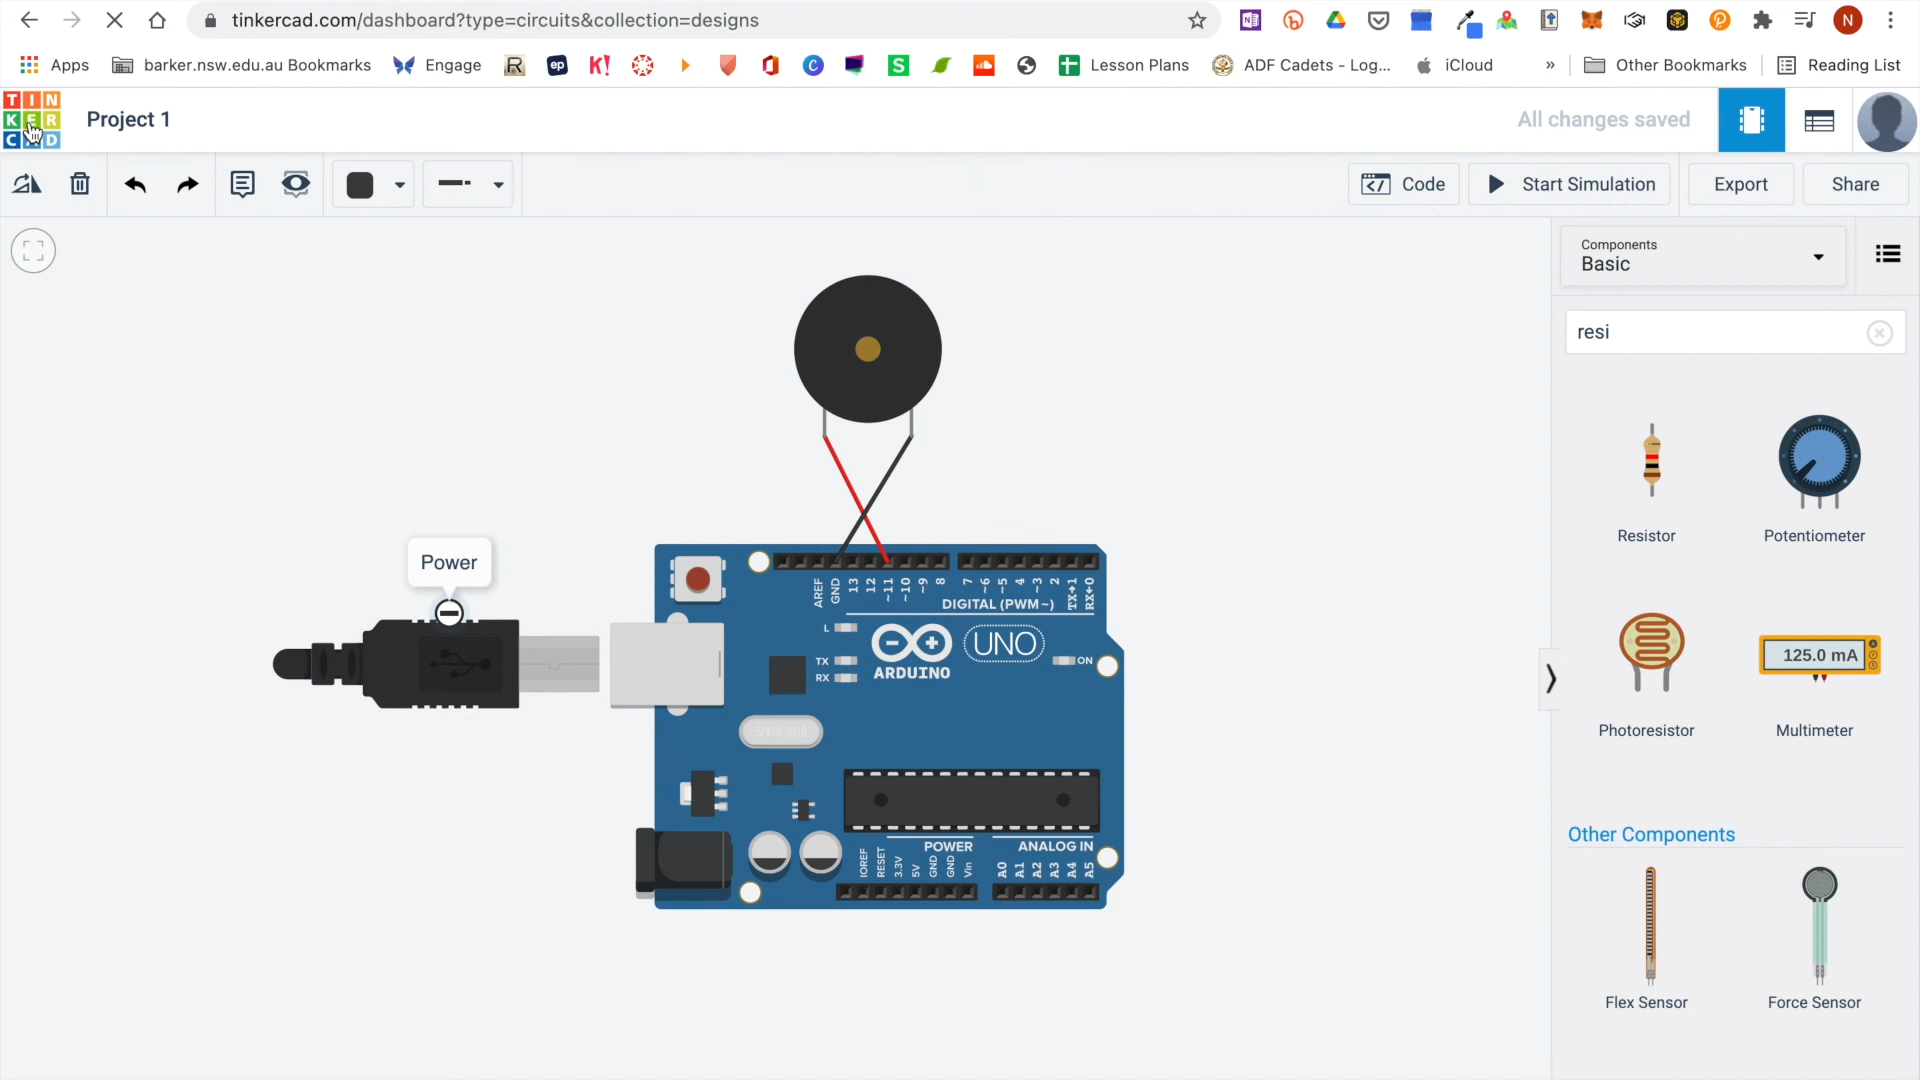 tinkercad.com/dashboard?type=circuits&collection=designs
N
Apps
barker.nsw.edu.au Bookmarks
Engage
R
ep
K!
C
S
Lesson Plans
ADF Cadets - Log...
iCloud
»
Other Bookmarks
Reading List
TIN
KER
CAD
Project 1
All changes saved
Code
Start Simulation
Export
Share
Components
Basic
resi
Resistor
Potentiometer
125.0 mA
Photoresistor
Multimeter
Other Components
Flex Sensor
Force Sensor
Power
AREF
GND
13
12
~11
~10
~9
8
7
~6
~5
4
~3
2
TX→1
RX←0
DIGITAL (PWM~)
L
TX
RX
UNO
ARDUINO
ON
POWER
ANALOG IN
IOREF
RESET
3.3V
5V
GND
GND
Vin
A0
A1
A2
A3
A4
A5